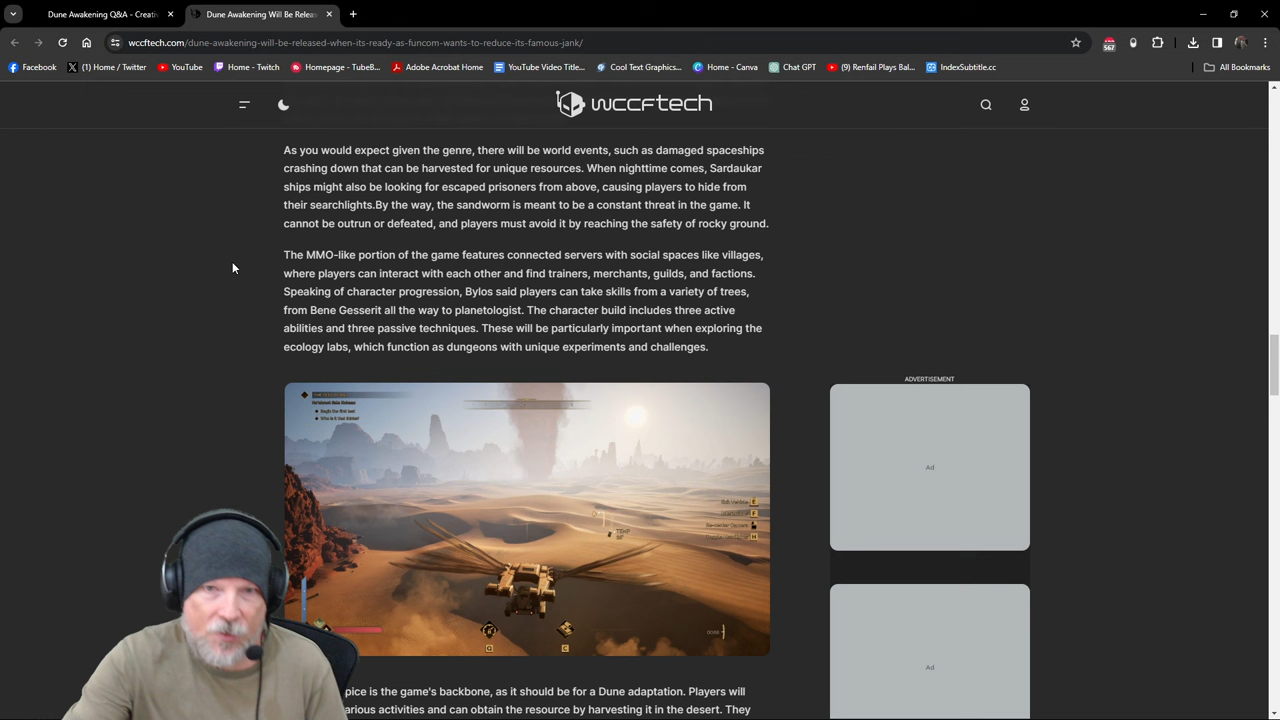 Dune Awakening Q&A - Creativ
Dune Awakening Will Be Releas
wccftech.com/dune-awakening-will-be-released-when-its-ready-as-funcom-wants-to-reduce-its-famous-jank/
567
Facebook
(1) Home / Twitter
YouTube
Home - Twitch
Homepage - TubeB...
Adobe Acrobat Home
YouTube Video Titl...
Cool Text Graphics...
Home - Canva
Chat GPT
(9) Renfail Plays Bal...
IndexSubtitle.cc
All Bookmarks
wccftech
As you would expect given the genre, there will be world events, such as damaged spaceships
crashing down that can be harvested for unique resources. When nighttime comes, Sardaukar
ships might also be looking for escaped prisoners from above, causing players to hide from
their searchlights.By the way, the sandworm is meant to be a constant threat in the game. It
cannot be outrun or defeated, and players must avoid it by reaching the safety of rocky ground.
The MMO-like portion of the game features connected servers with social spaces like villages,
where players can interact with each other and find trainers, merchants, guilds, and factions.
Speaking of character progression, Bylos said players can take skills from a variety of trees,
from Bene Gesserit all the way to planetologist. The character build includes three active
abilities and three passive techniques. These will be particularly important when exploring the
ecology labs, which function as dungeons with unique experiments and challenges.
ADVERTISEMENT
Ad
Begin the first test
E
F
H
G
C
Ad
pice is the game's backbone, as it should be for a Dune adaptation. Players will
arious activities and can obtain the resource by harvesting it in the desert. They